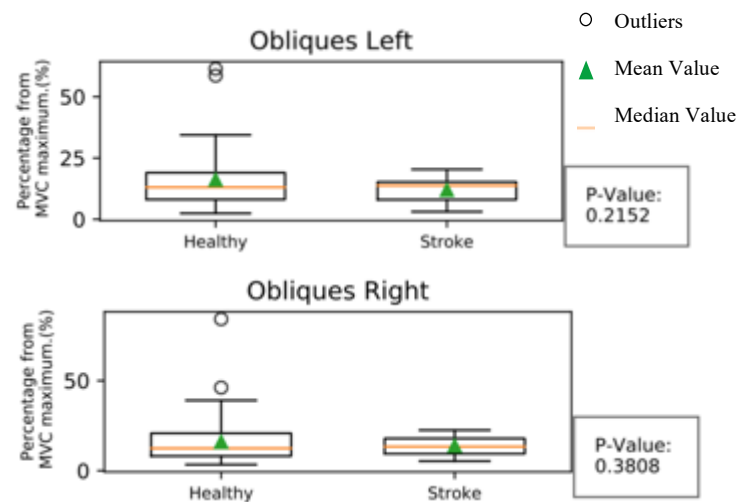 Outliers
Mean Value
Median Value
Obliques Left
Percentage from
MVC maximum.(%)
50
25
0
Healthy
Stroke
P-Value:
0.2152
Obliques Right
Percentage from
MVC maximum.(%)
50
0
Healthy
Stroke
P-Value:
0.3808